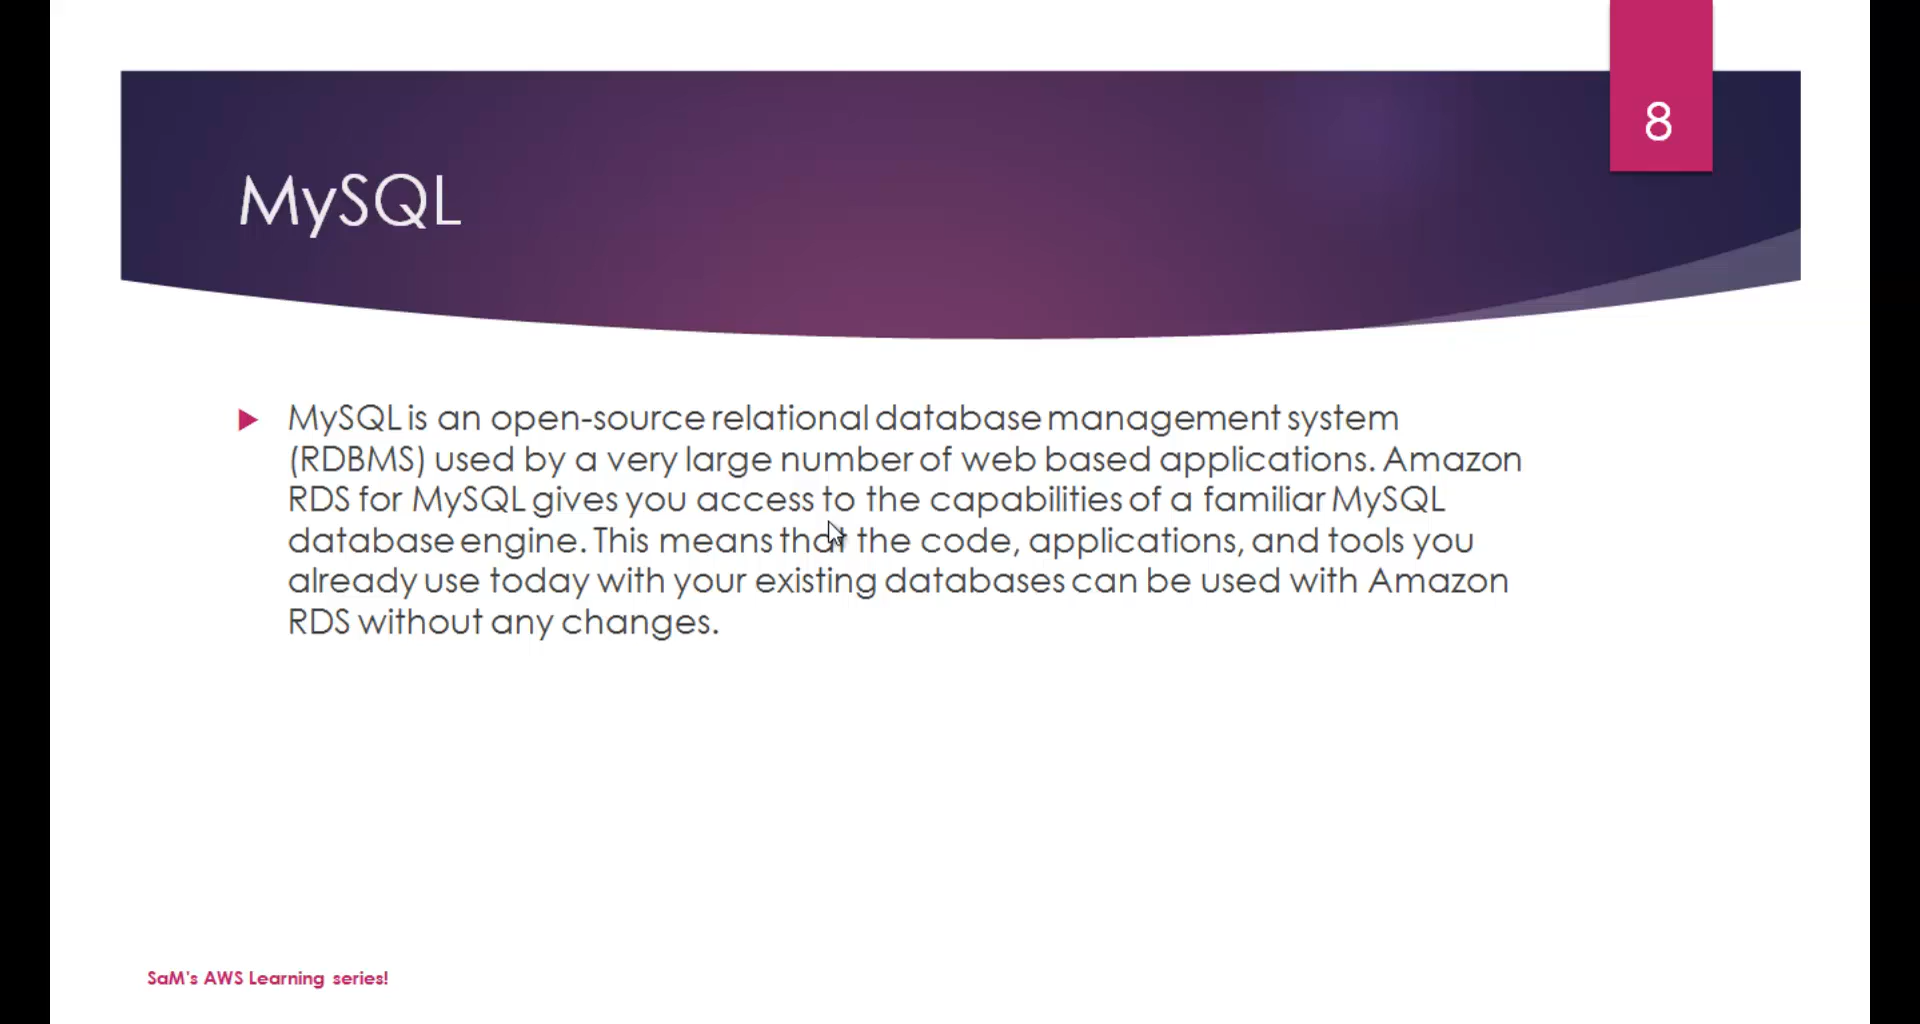 8
MySQL
MySQL is an open-source relational database management system
(RDBMS) used by a very large number of web based applications. Amazon
RDS for MySQL gives you access to the capabilities of a familiar MySQL
database engine. This means that the code, applications, and tools you
already use today with your existing databases can be used with Amazon
RDS without any changes.
SaM's AWS Learning series!